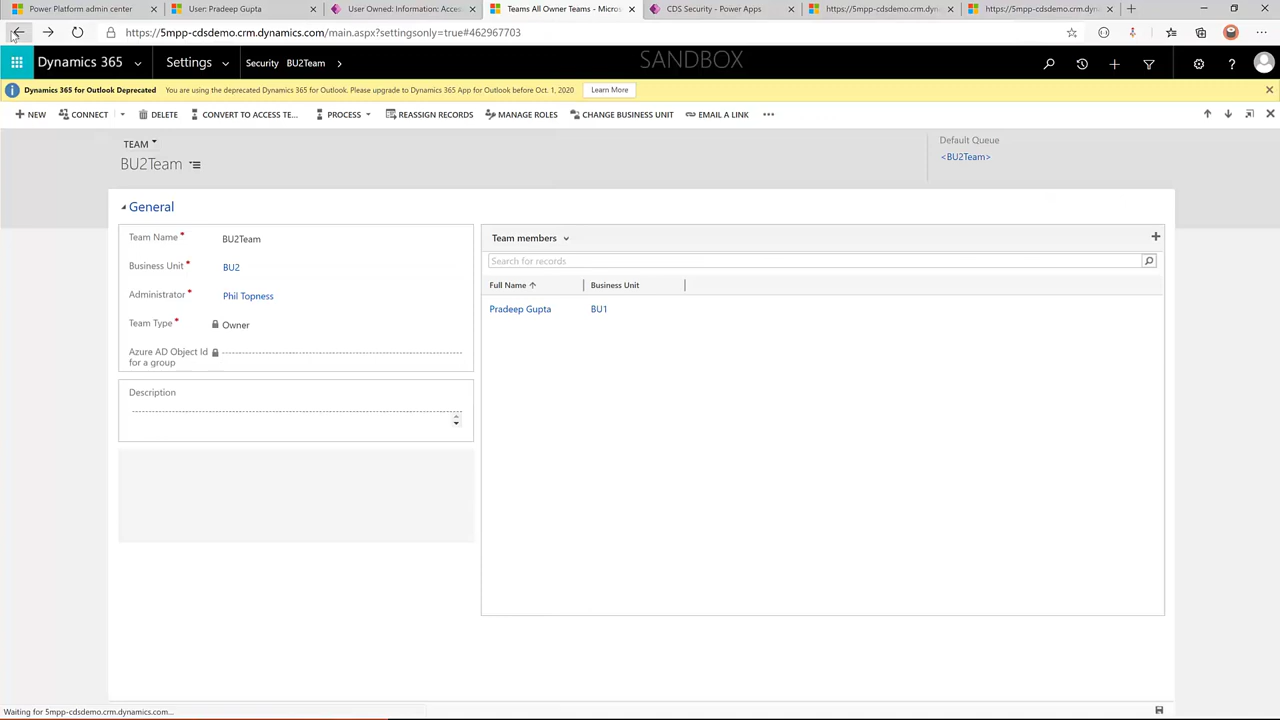 Power Platform admin center
User: Pradeep Gupta
User Owned: Information: Acces
Teams All Owner Teams - Micros
CDS Security - Power Apps
https://5mpp-cdsdemo.crm.dyn
https://5mpp-cdsdemo.crm.dyn
https://5mpp-cdsdemo.crm.dynamics.com/main.aspx?settingsonly=true#462967703
Dynamics 365
Settings
Security
BU2Team
SANDBOX
Dynamics 365 for Outlook Deprecated
You are using the deprecated Dynamics 365 for Outlook. Please upgrade to Dynamics 365 App for Outlook before Oct. 1, 2020
Learn More
NEW
CONNECT
DELETE
CONVERT TO ACCESS TE...
PROCESS
REASSIGN RECORDS
MANAGE ROLES
CHANGE BUSINESS UNIT
EMAIL A LINK
TEAM
BU2Team
Default Queue
<BU2Team>
General
Team Name *
BU2Team
Business Unit *
BU2
Administrator *
Phil Topness
Team Type *
Owner
Azure AD Object Id
for a group
Description
Team members
Search for records
Full Name
Business Unit
Pradeep Gupta
BU1
Waiting for 5mpp-cdsdemo.crm.dynamics.com...